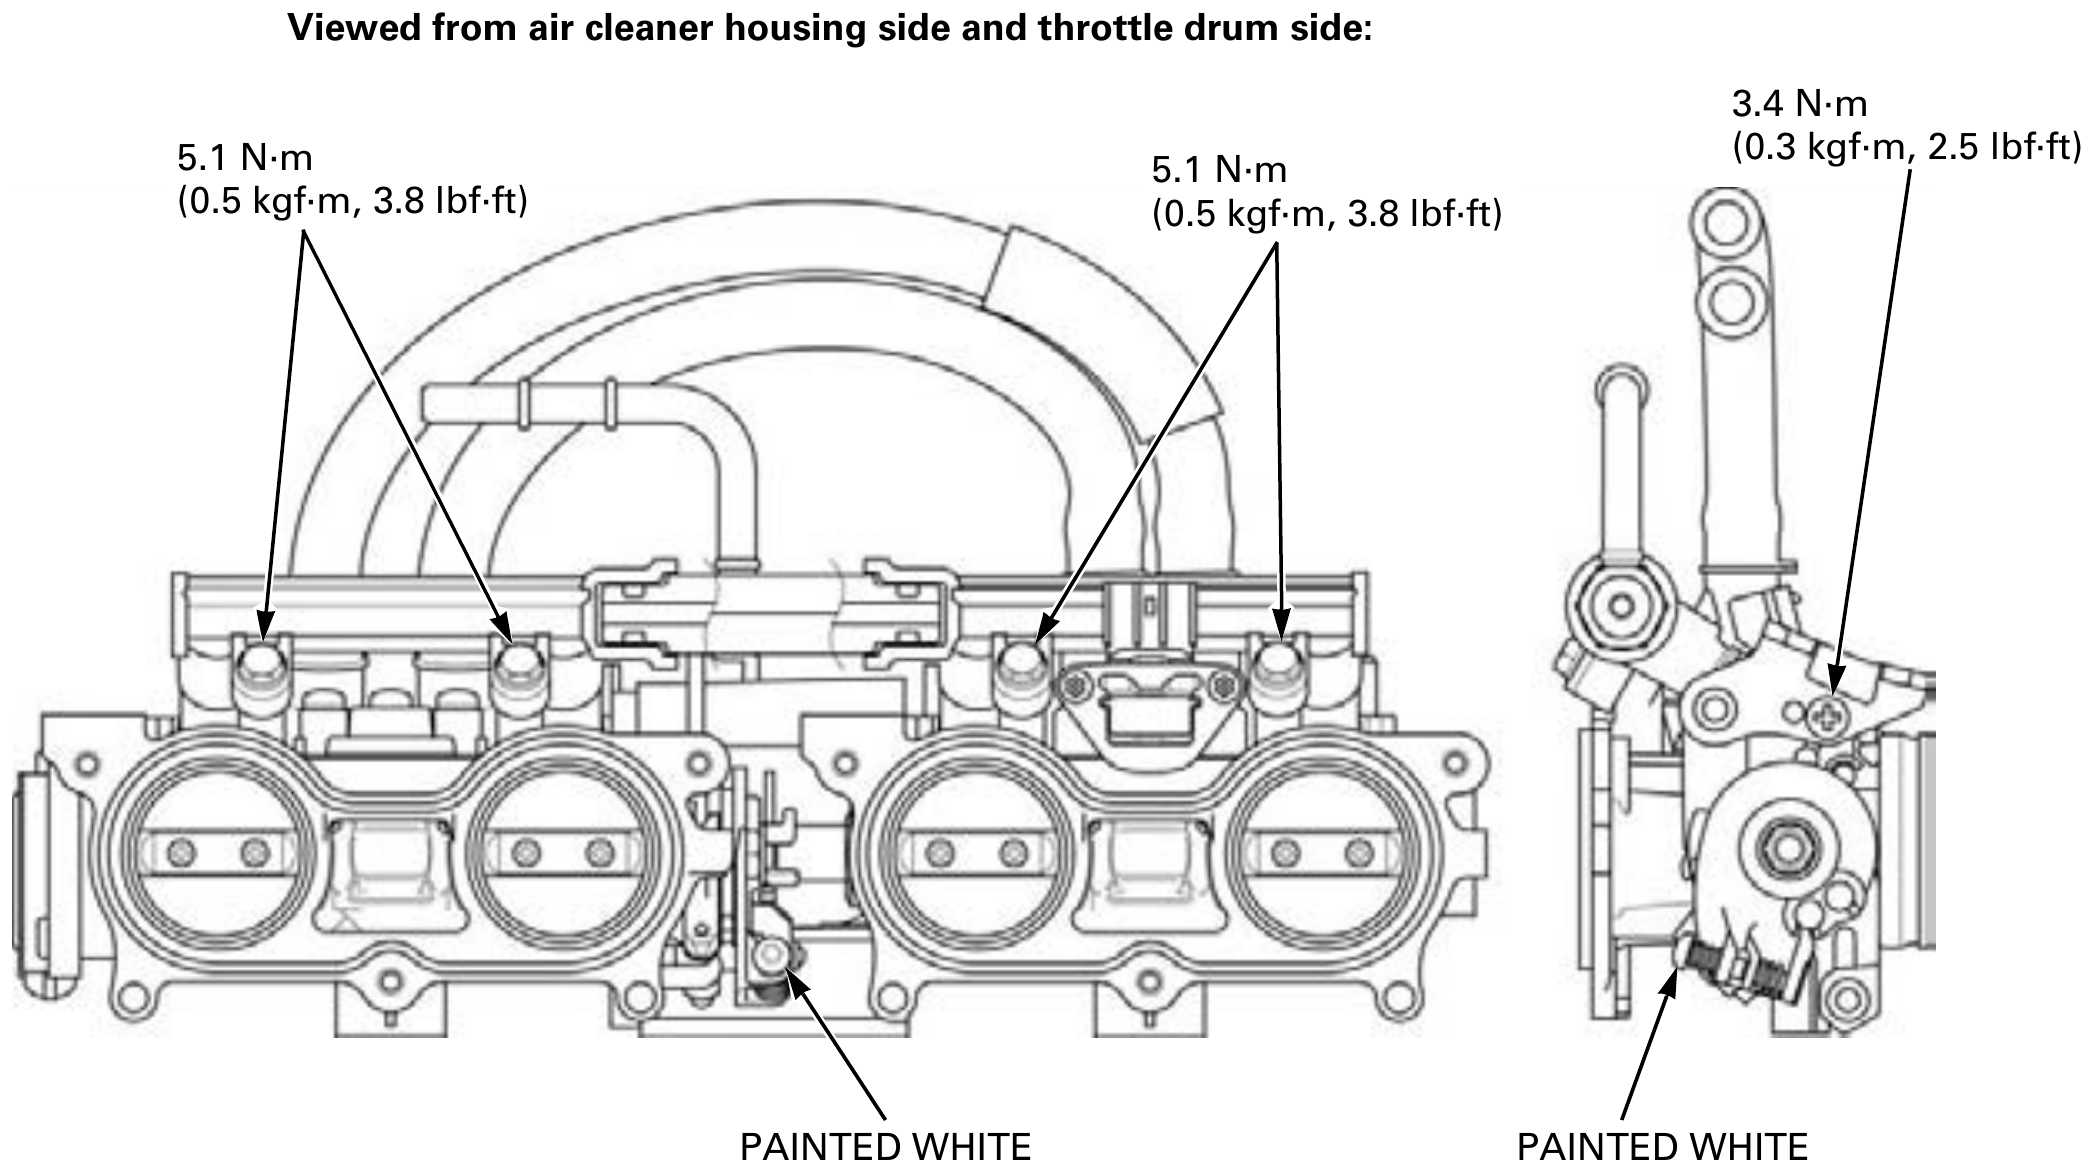 Viewed from air cleaner housing side and throttle drum side:
3.4 N·m
(0.3 kgf·m, 2.5 lbf·ft)
5.1 N·m
(0.5 kgf·m, 3.8 lbf·ft)
5.1 N·m
(0.5 kgf·m, 3.8 lbf·ft)
PAINTED WHITE
PAINTED WHITE